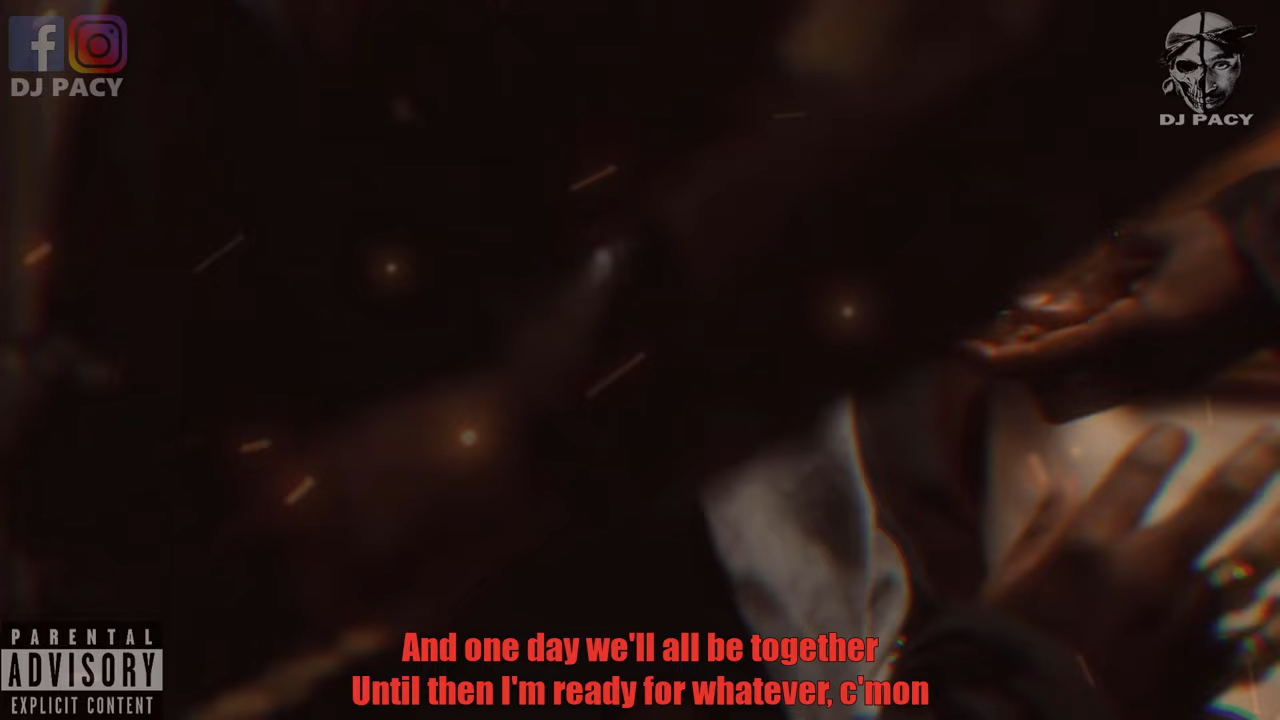 DJ PACY
DJ PACY
PARENTAL
ADVISORY
EXPLICIT CONTENT
And one day we'll all be together
Until then I'm ready for whatever, c'mon